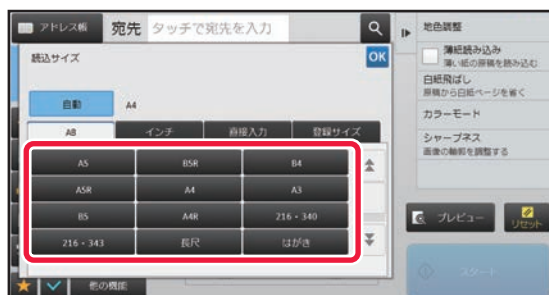 アドレス帳 宛先 タッチで宛先を入力
読込サイズ OK
自動 A4
AB インチ 直接入力 登録サイズ
A5 B5R B4
A5R A4 A3
B5 A4R 216・340
216・343 長尺 はがき
他の機能
地色調整
薄紙読み込み
薄い紙の原稿を読み込む
白紙飛ばし
原稿から白紙ページを省く
カラーモード
シャープネス
画像の輪郭を調整する
プレビュー
リセット
スタート